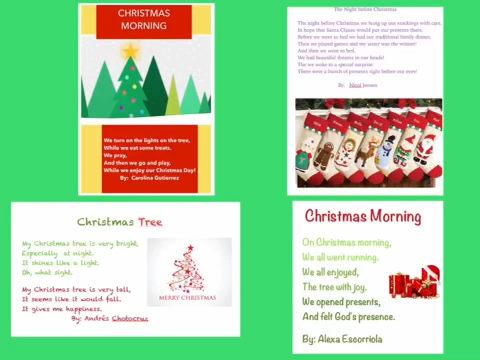 CHRISTMAS
MORNING
We turn on the lights on the tree,
While we eat some treats.
We pray,
And then we go and play,
While we enjoy our Christmas Day!
By: Carolina Gutierrez
The Night before Christmas
The night before Christmas we hung up our stockings with care,
In hope that Santa Clause would put our presents there.
Before we went to bed we had our traditional family dinner,
Then we played games and my sister was the winner!
And then we went to bed,
We had beautiful dreams in our heads!
The we woke to a special surprise
There were a bunch of presents right before our eyes!
By:
Christmas Tree
My Christmas tree is very bright,
Especially at night.
It shines like a light,
Oh, what sight.
My Christmas tree is very tall,
It seems like it would fall.
It gives me happiness,
By: Andrés Chotocruz
MERRY CHRISTMAS
Christmas Morning
On Christmas morning,
We all went running.
We all enjoyed,
The tree with joy.
We opened presents,
And felt God's presence.
By: Alexa Escorriola